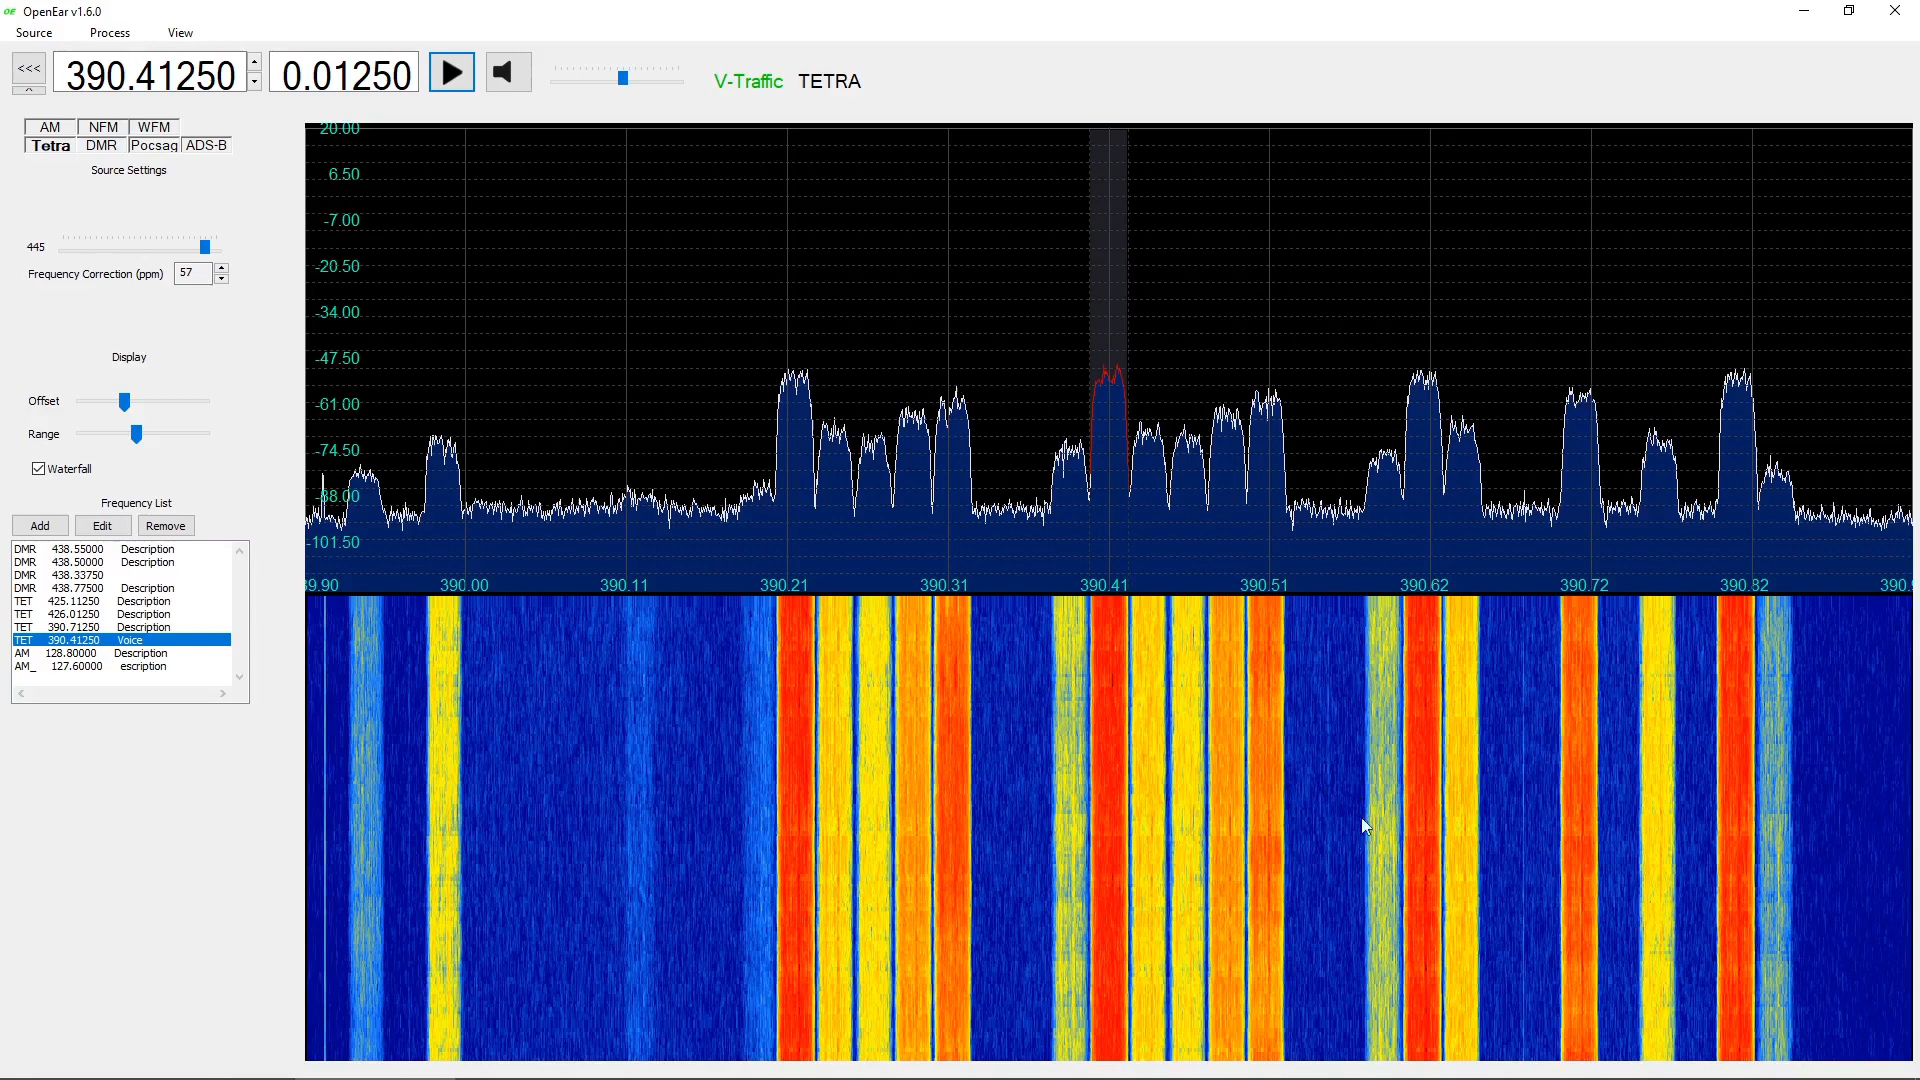 OE OpenEar v1.6.0
Source Process View
<<< 390.41250 0.01250 V-Traffic TETRA
^
AM NFM WFM
Tetra DMR Pocsag ADS-B
Source Settings
445
Frequency Correction (ppm) 57
Display
Offset
Range
Waterfall
Frequency List
Add Edit Remove
DMR 438.55000 Description
DMR 438.50000 Description
DMR 438.33750
DMR 438.77500 Description
TET 425.11250 Description
TET 426.01250 Description
TET 390.71250 Description
TET 390.41250 Voice
AM 128.80000 Description
AM_ 127.60000 escription
20.00
6.50
-7.00
-20.50
-34.00
-47.50
-61.00
-74.50
-88.00
-101.50
39.90 390.00 390.11 390.21 390.31 390.41 390.51 390.62 390.72 390.82 390.9